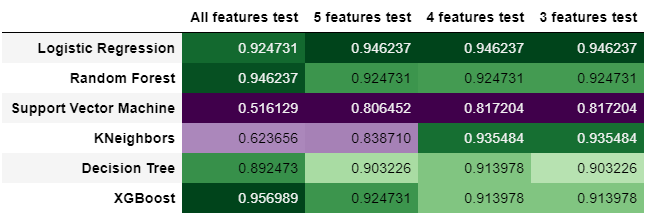 All features test 5 features test 4 features test 3 features test
Logistic Regression 0.924731 0.946237 0.946237 0.946237
Random Forest 0.946237 0.924731 0.924731 0.924731
Support Vector Machine 0.516129 0.806452 0.817204 0.817204
KNeighbors 0.623656 0.838710 0.935484 0.935484
Decision Tree 0.892473 0.903226 0.913978 0.903226
XGBoost 0.956989 0.924731 0.913978 0.913978